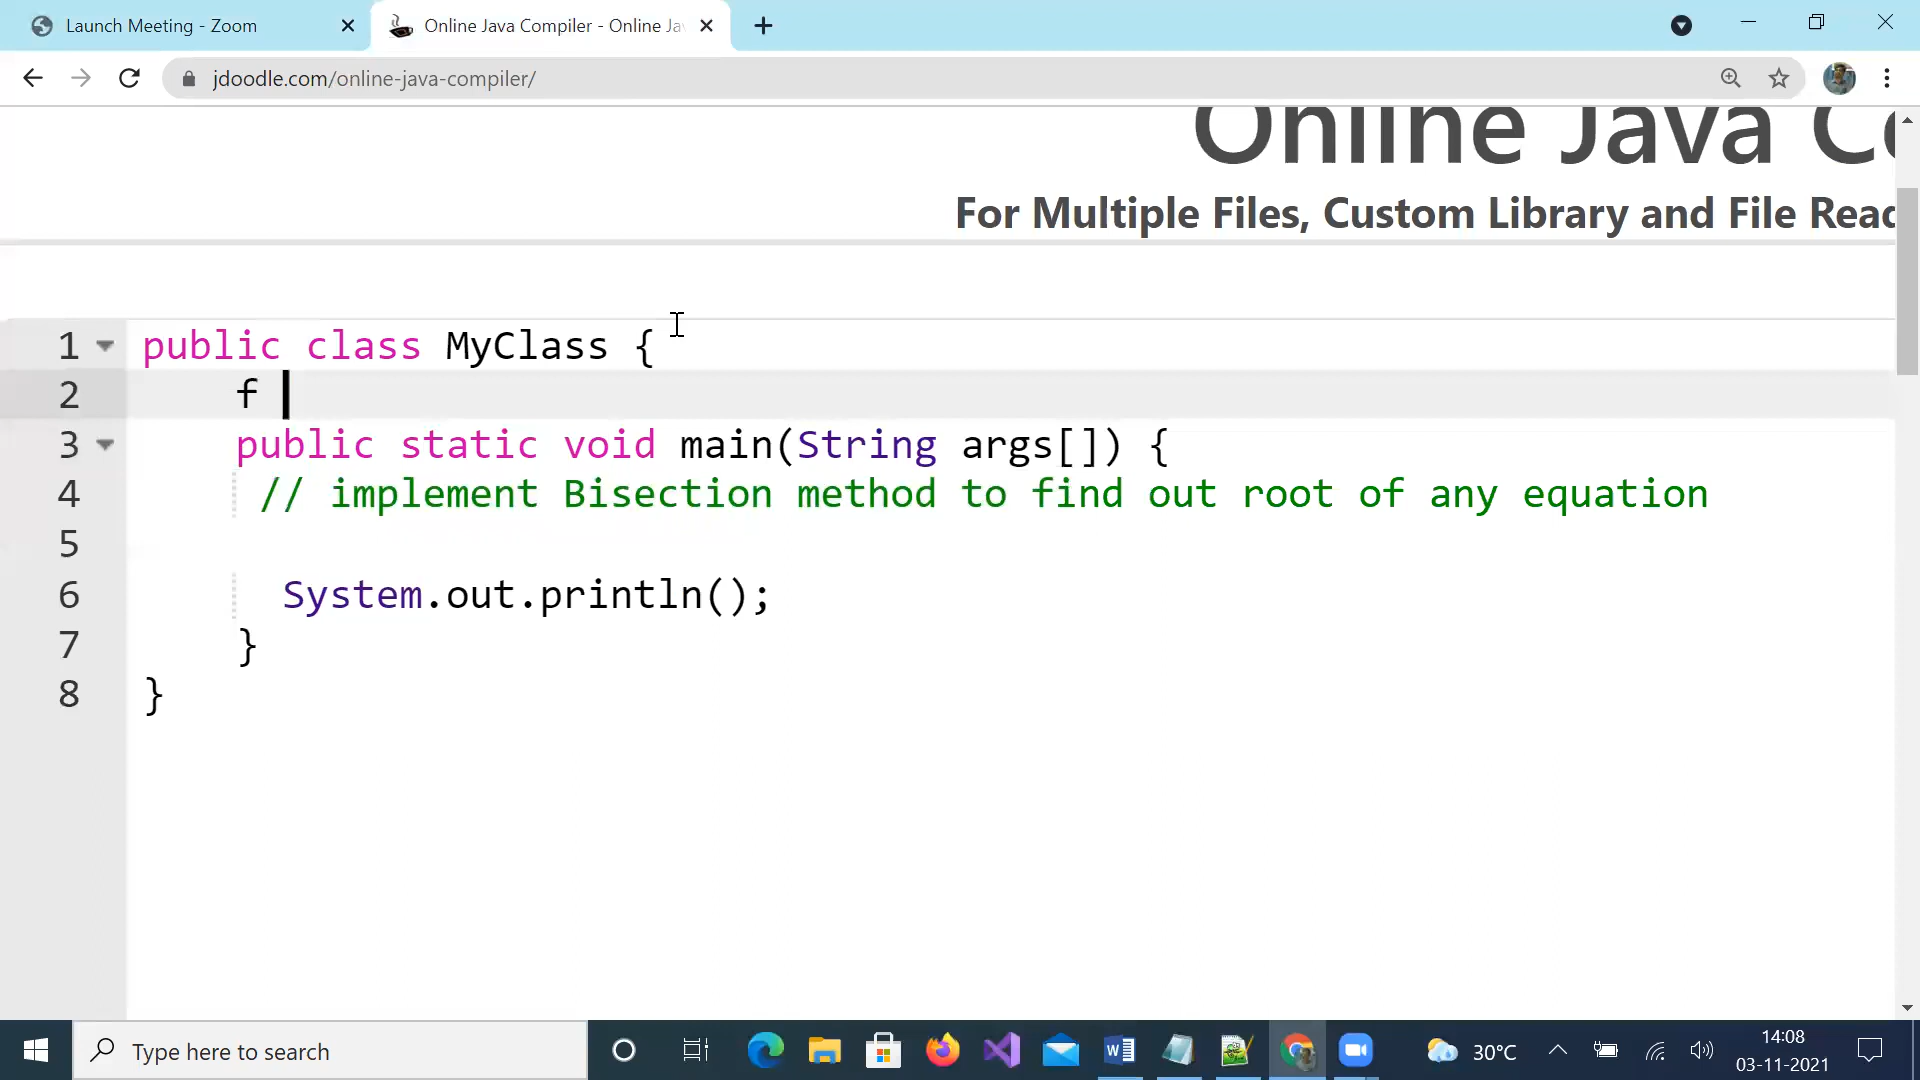 Launch Meeting - Zoom
Online Java Compiler - Online Ja
jdoodle.com/online-java-compiler/
Online Java Co
For Multiple Files, Custom Library and File Read
1 public class MyClass {
2 f
3 public static void main(String args[]) {
4 // implement Bisection method to find out root of any equation
5
6 System.out.println();
7 }
8 }
Type here to search
30°C
14:08
03-11-2021